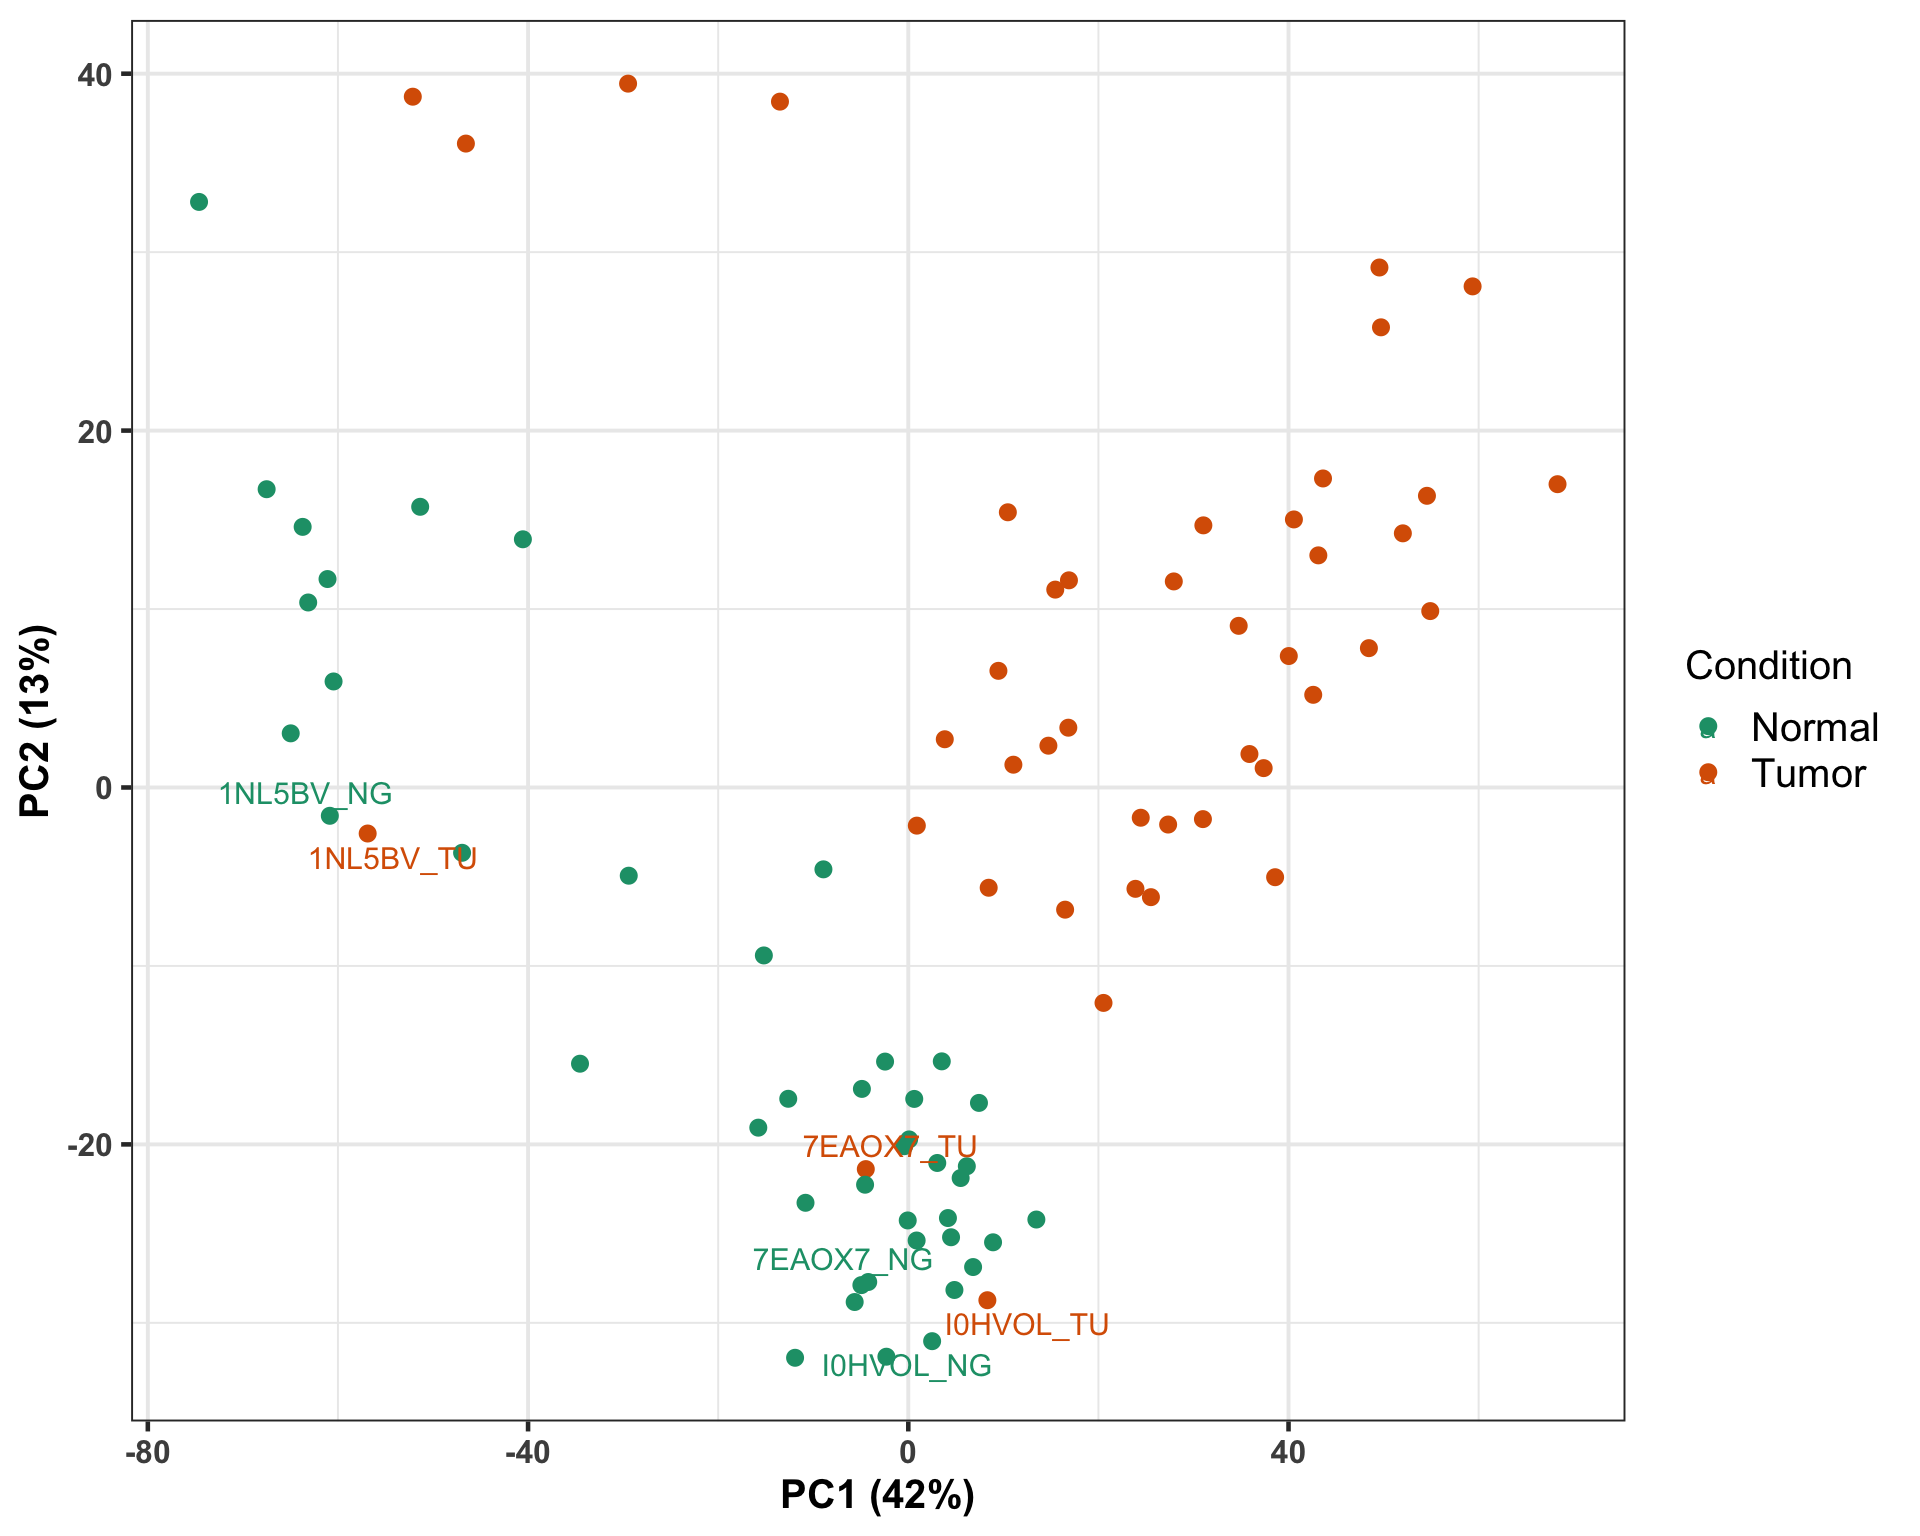 40
20
0
-20
PC2 (13%)
1NL5BV_NG
1NL5BV_TU
7EAOX7_TU
7EAOX7_NG
I0HVOL_TU
I0HVOL_NG
-80
-40
0
40
PC1 (42%)
Condition
a Normal
a Tumor